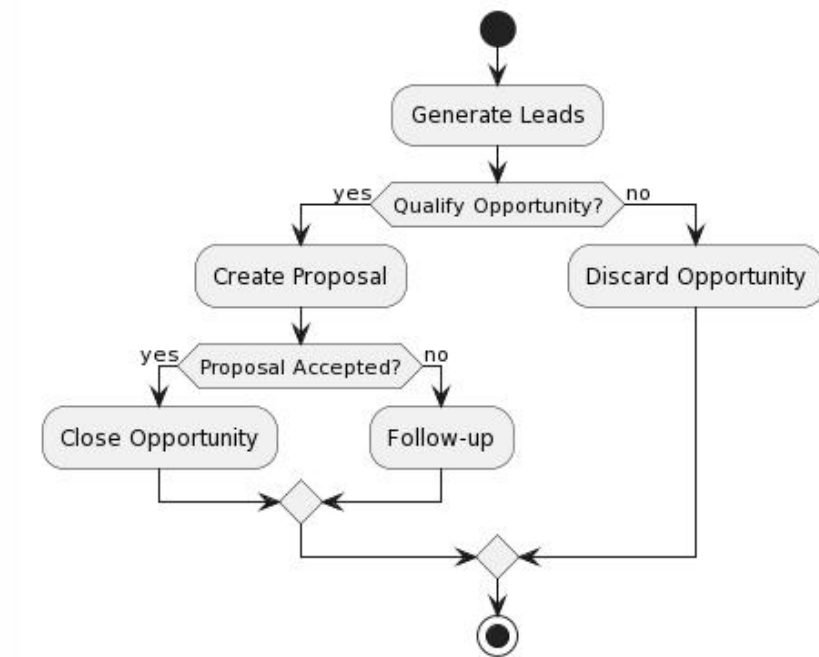 Generate Leads
yes
Qualify Opportunity?
no
Create Proposal
Discard Opportunity
yes
Proposal Accepted?
no
Close Opportunity
Follow-up